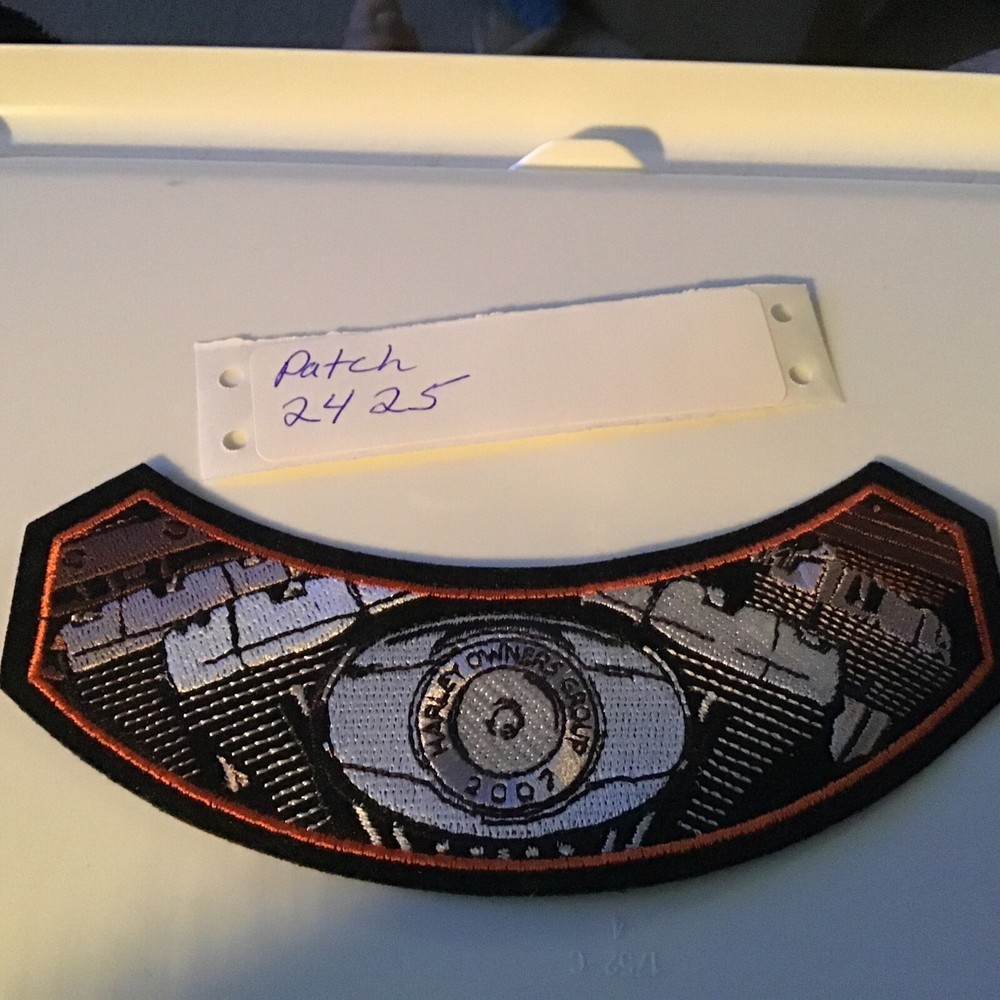 Patch
2425
HARLEY OWNERS GROUP
2007